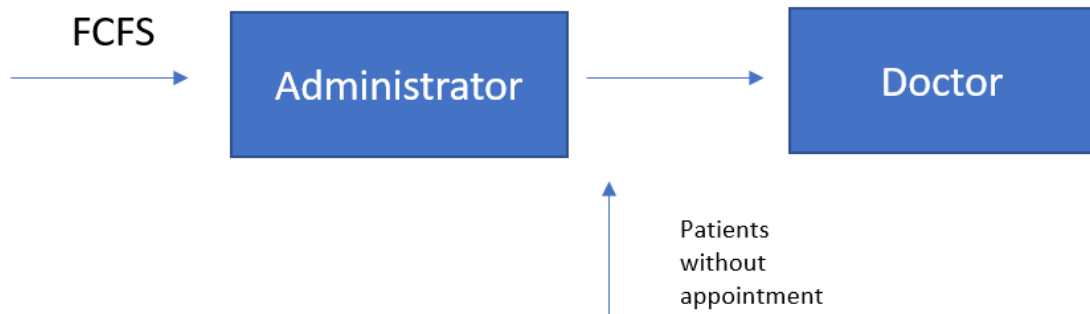 FCFS
Administrator
Doctor
Patients
without
appointment